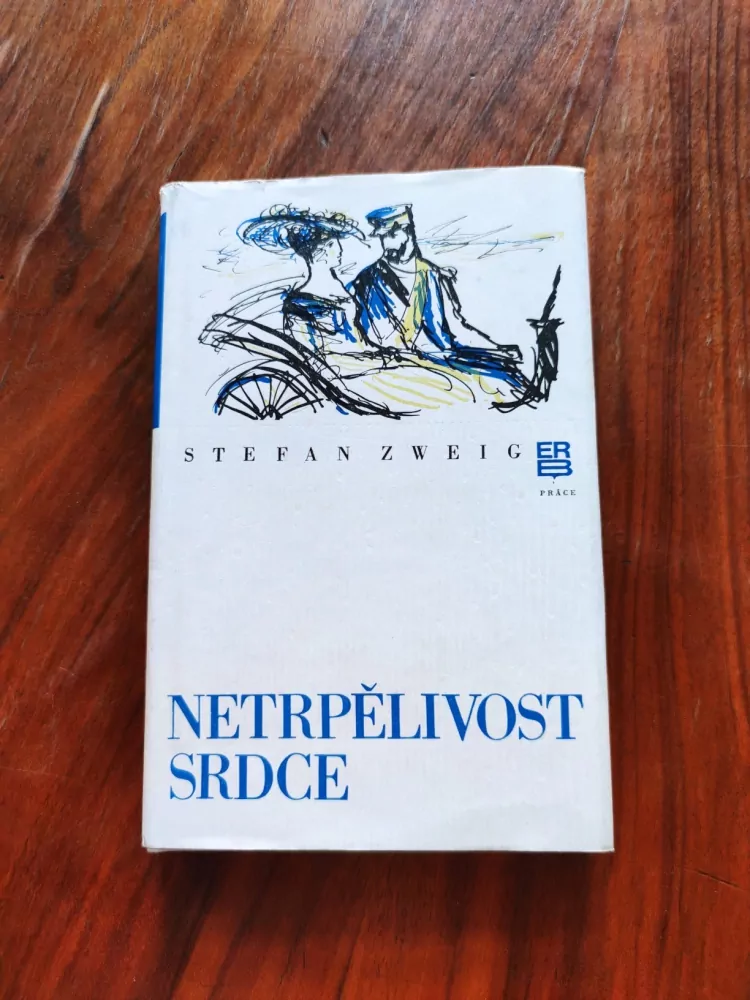 STEFAN ZWEIG
ERB
PRÁCE
NETRPĚLIVOST
SRDCE